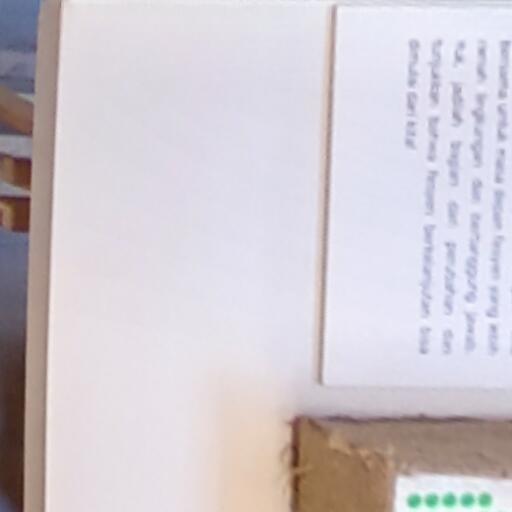 bersama untuk masa depan fesyen yang lebih
ramah lingkungan dan bertanggung jawab.
Yuk, jadilah bagian dari perubahan dan
tunjukkan bahwa fesyen berkelanjutan bisa
dimulai dari kita!